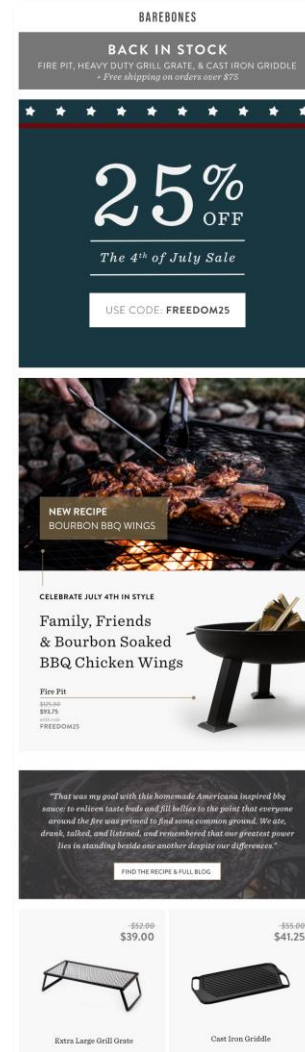 BAREBONES
BACK IN STOCK
FIRE PIT, HEAVY DUTY GRILL GRATE, & CAST IRON GRIDDLE
+ Free shipping on orders over $75
25% OFF
The 4th of July Sale
USE CODE: FREEDOM25
NEW RECIPE
BOURBON BBQ WINGS
CELEBRATE JULY 4TH IN STYLE
Family, Friends
& Bourbon Soaked
BBQ Chicken Wings
Fire Pit
$93.75
FREEDOM25
"That was my goal with this homemade Americana inspired bbq
sauce: to enliven taste buds and fill bellies to the point that everyone
around the fire was primed to find some common ground. We ate,
drank, talked, and listened, and remembered that our greatest power
lies in standing beside one another despite our differences."
FIND THE RECIPE & FULL BLOG
$52.00
$39.00
Extra Large Grill Grate
$55.00
$41.25
Cast Iron Griddle